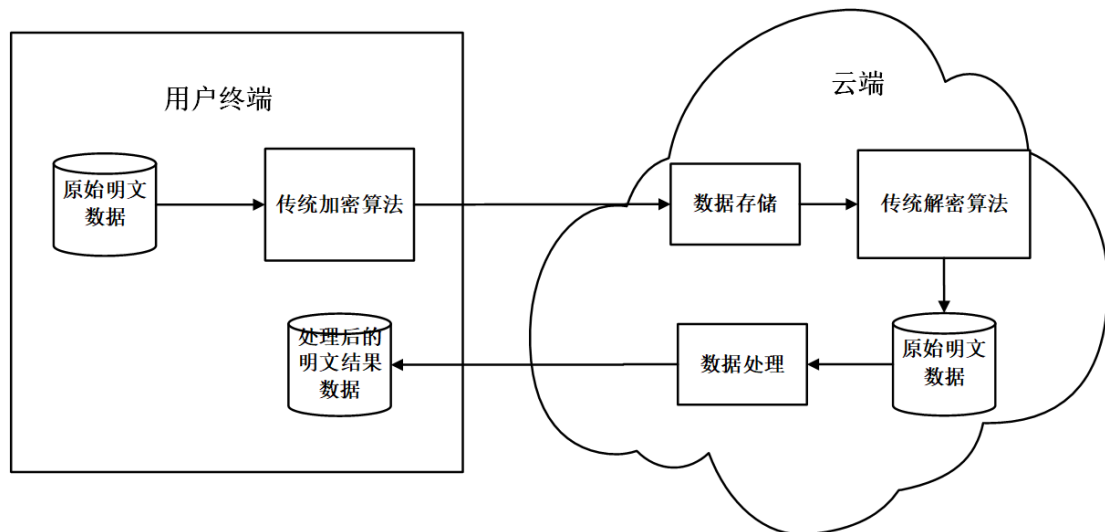 用户终端
云端
原始明文
数据
传统加密算法
数据存储
传统解密算法
处理后的
明文结果
数据
数据处理
原始明文
数据